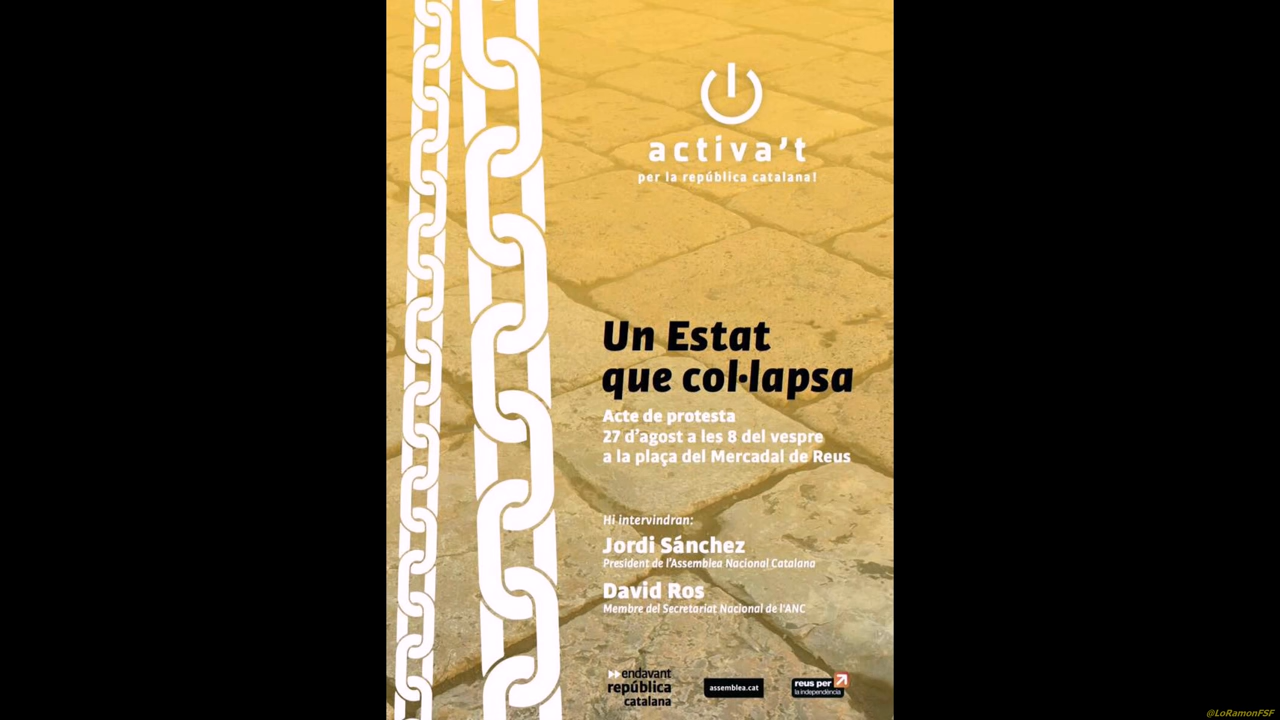 activa't
per la república catalana!
Un Estat
que col·lapsa
Acte de protesta
27 d'agost a les 8 del vespre
a la plaça del Mercadal de Reus
Hi intervindran:
Jordi Sánchez
President de l'Assemblea Nacional Catalana
David Ros
Membre del Secretariat Nacional de l'ANC
endavant
república
catalana
assemblea.cat
reus per
la independència
@LoRamonFSF